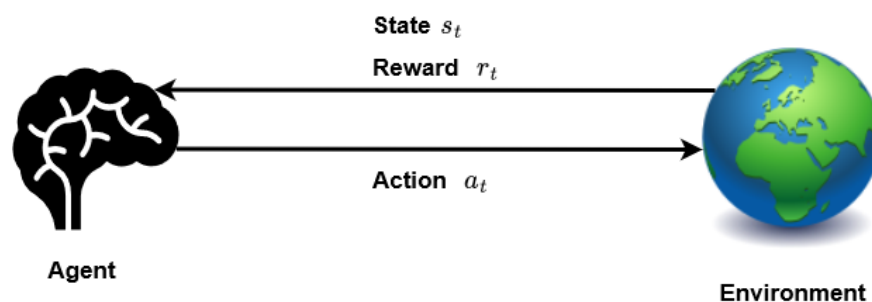 State s_t
Reward r_t
Action a_t
Agent
Environment